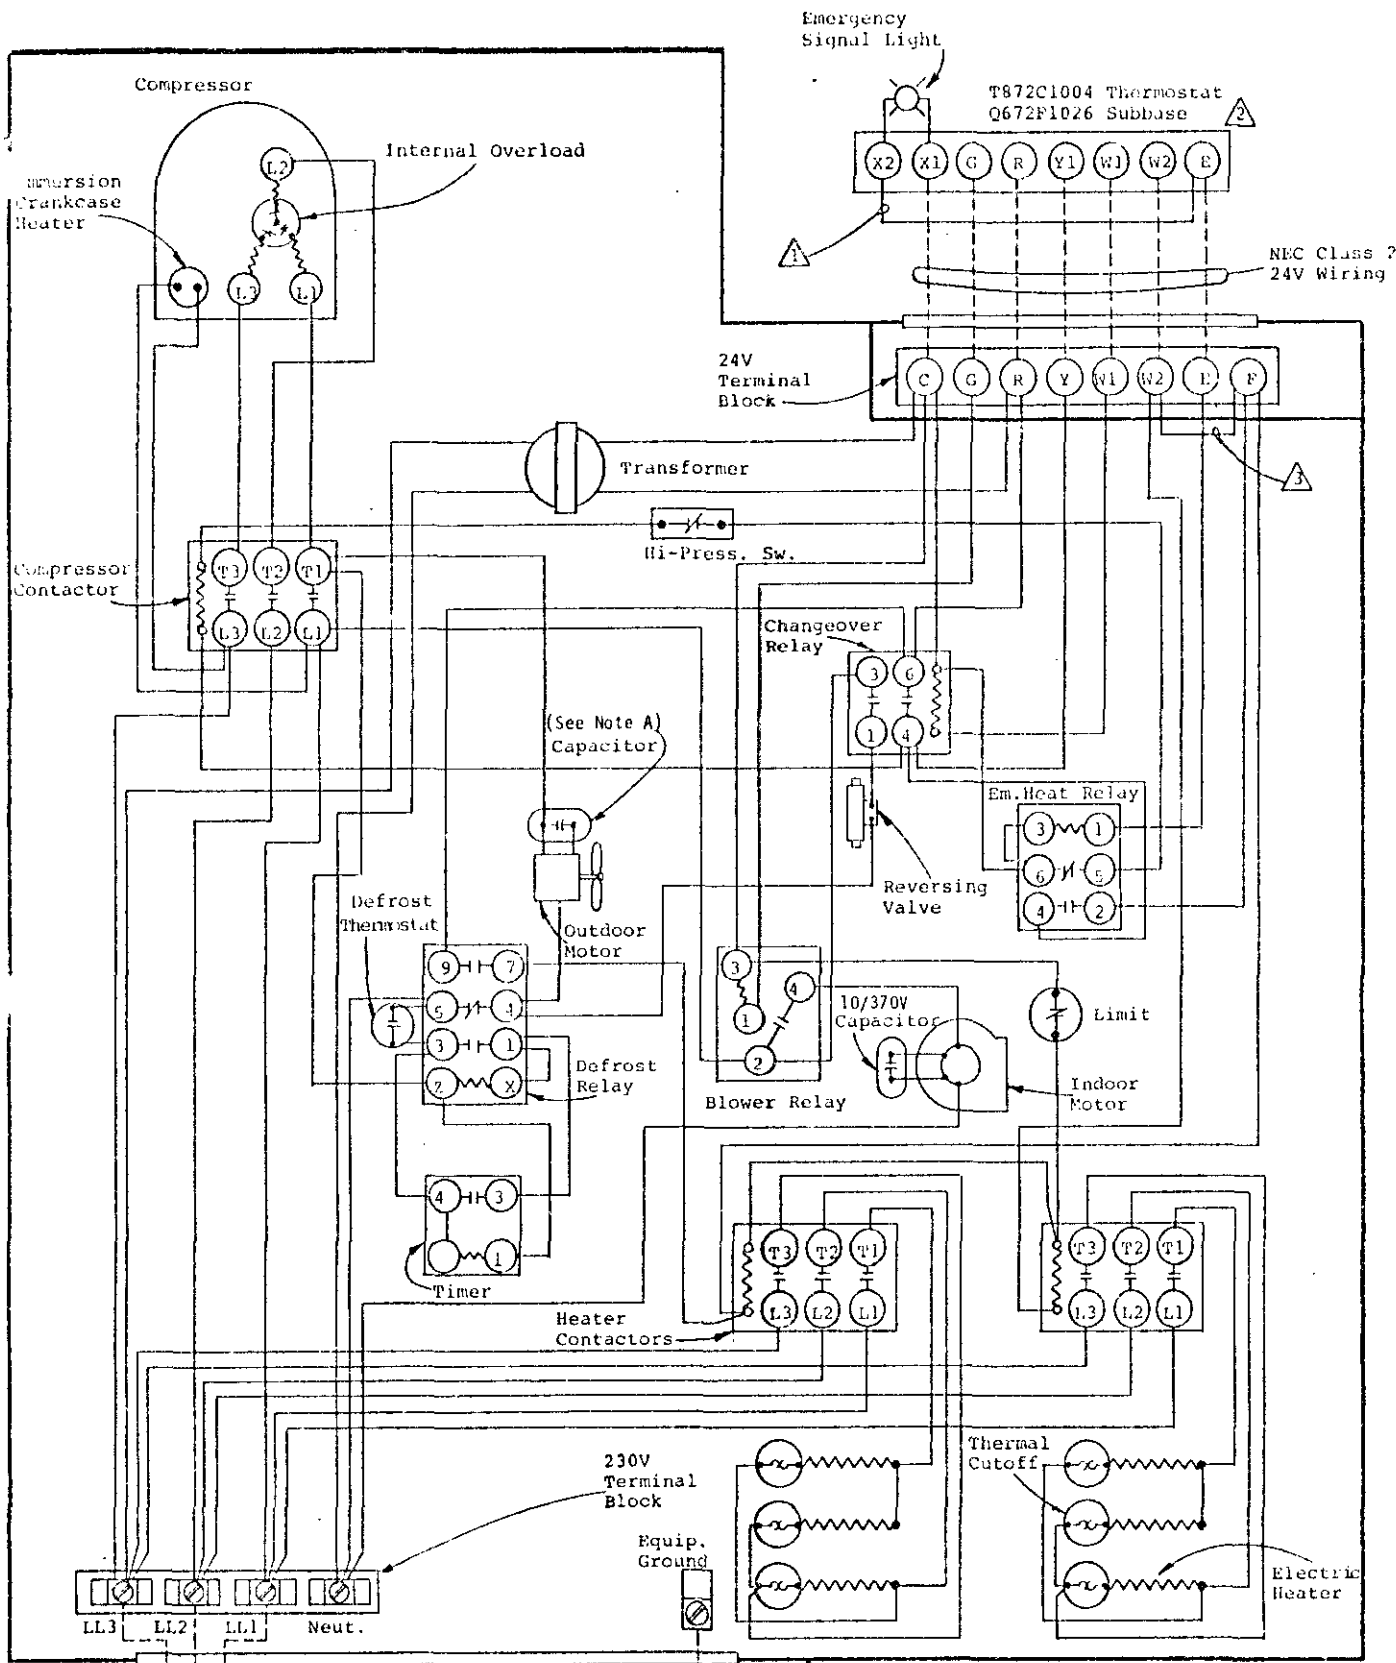 Emergency
Signal Light
Compressor
T872C1004 Thermostat
Q672F1026 Subbase
2
Internal Overload
L2
X2 X1 G R Y1 W1 W2 E
Crankcase
Heater
L3 L1
1
NEC Class ?
24V Wiring
24V
Terminal
Block
C G R Y W1 W2 E F
Transformer
3
Hi-Press. Sw.
Compressor
Contactor
T3 T2 T1
L3 L2 L1
Changeover
Relay
3 6
1 4
(See Note A)
Capacitor
Em.Heat Relay
3 1
6 5
4 2
Reversing
Valve
Defrost
Thermostat
Outdoor
Motor
9 7
5 4
3 1
2 X
Defrost
Relay
3 4
1
2
Blower Relay
10/370V
Capacitor
Limit
Indoor
Motor
4 3
1
Timer
T3 T2 T1
L3 L2 L1
T3 T2 T1
L3 L2 L1
Heater
Contactors
230V
Terminal
Block
Thermal
Cutoff
Equip.
Ground
Electric
Heater
LL3 LL2 LL1 Neut.